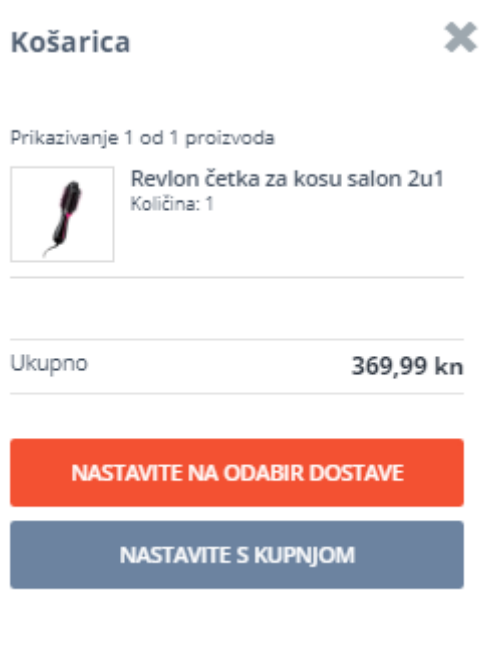 Košarica
Prikazivanje 1 od 1 proizvoda
Revlon četka za kosu salon 2u1
Količina: 1
Ukupno
369,99 kn
NASTAVITE NA ODABIR DOSTAVE
NASTAVITE S KUPNJOM